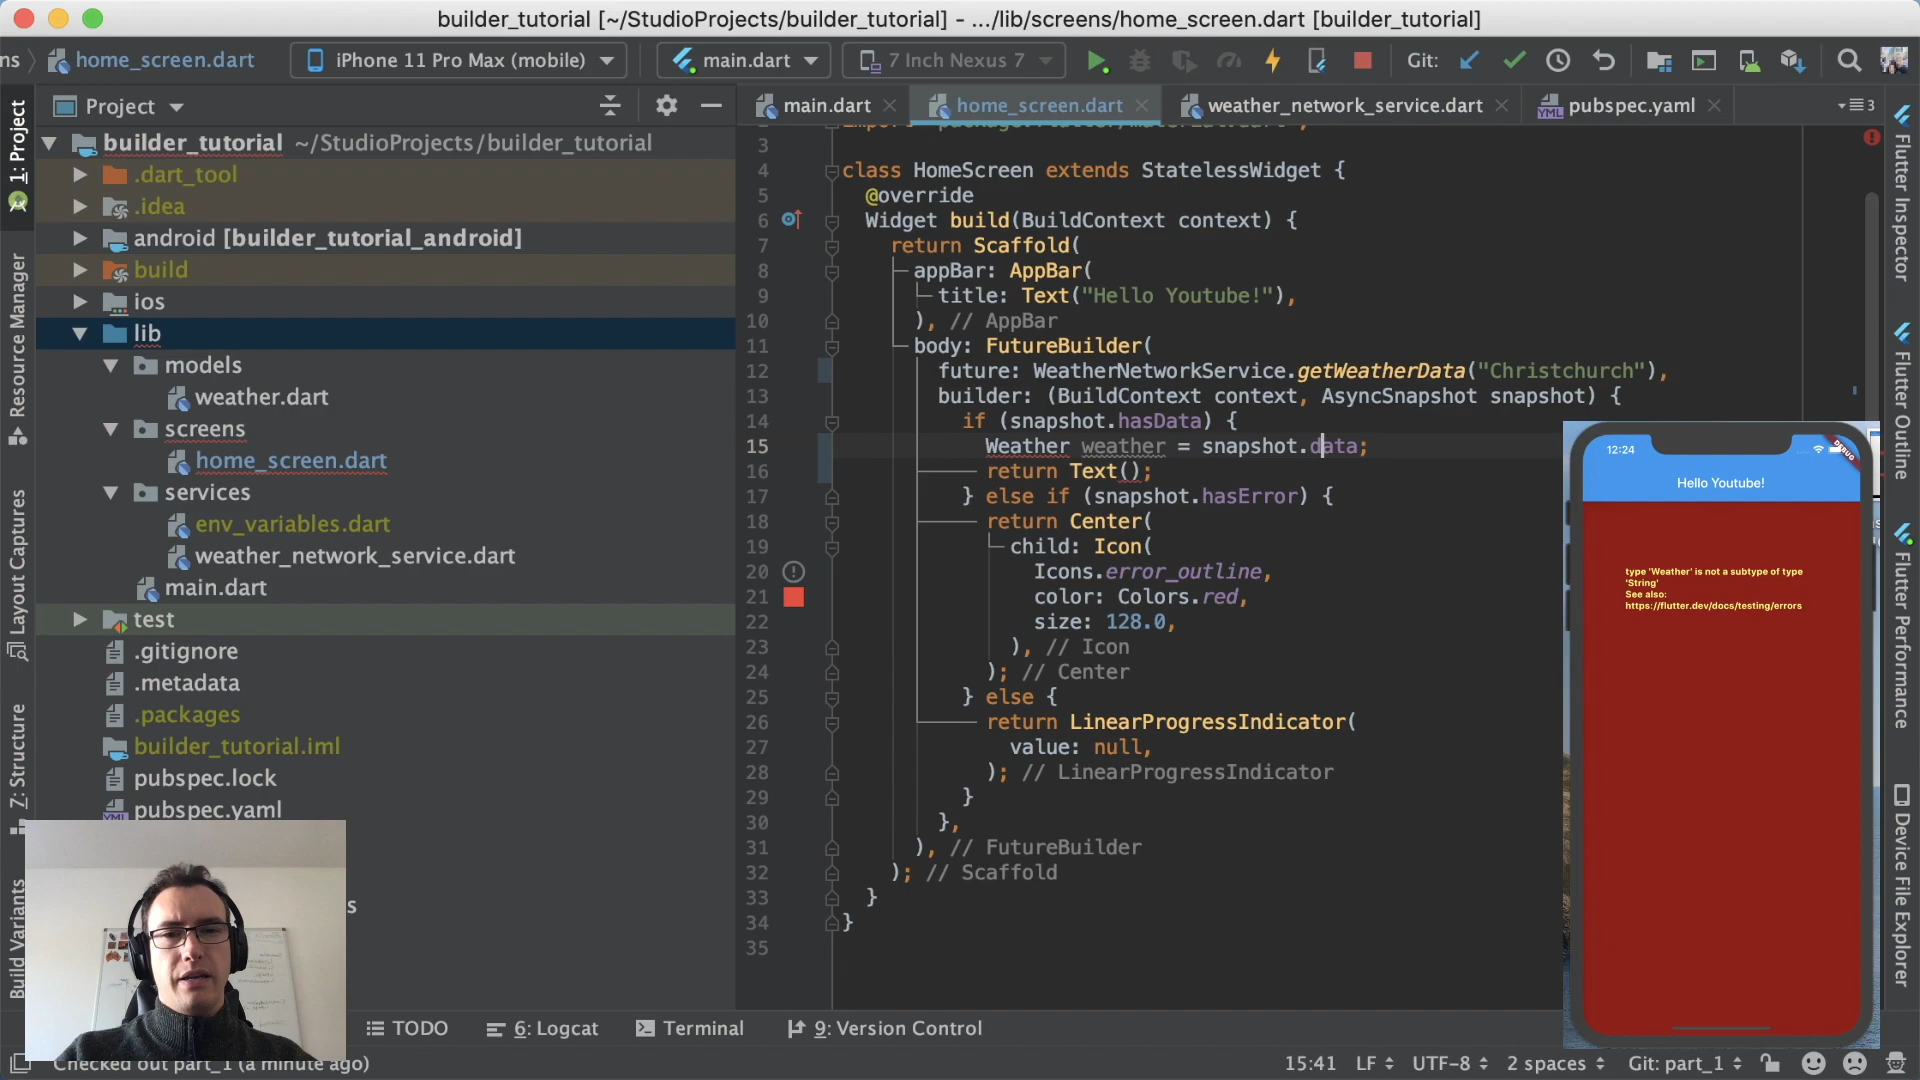 builder_tutorial [~/StudioProjects/builder_tutorial] - .../lib/screens/home_screen.dart [builder_tutorial]
ns
home_screen.dart
iPhone 11 Pro Max (mobile)
main.dart
7 Inch Nexus 7
Git:
Project
main.dart
home_screen.dart
weather_network_service.dart
pubspec.yaml
3
1: Project
Resource Manager
Layout Captures
Z: Structure
Build Variants
builder_tutorial ~/StudioProjects/builder_tutorial
.dart_tool
.idea
android [builder_tutorial_android]
build
ios
lib
models
weather.dart
screens
home_screen.dart
services
env_variables.dart
weather_network_service.dart
main.dart
test
.gitignore
.metadata
.packages
builder_tutorial.iml
pubspec.lock
pubspec.yaml
s
3
4 class HomeScreen extends StatelessWidget {
5 @override
6 Widget build(BuildContext context) {
7 return Scaffold(
8 appBar: AppBar(
9 title: Text("Hello Youtube!"),
10 ), // AppBar
11 body: FutureBuilder(
12 future: WeatherNetworkService.getWeatherData("Christchurch"),
13 builder: (BuildContext context, AsyncSnapshot snapshot) {
14 if (snapshot.hasData) {
15 Weather weather = snapshot.data;
16 return Text();
17 } else if (snapshot.hasError) {
18 return Center(
19 child: Icon(
20 Icons.error_outline,
21 color: Colors.red,
22 size: 128.0,
23 ), // Icon
24 ); // Center
25 } else {
26 return LinearProgressIndicator(
27 value: null,
28 ); // LinearProgressIndicator
29 }
30 },
31 ), // FutureBuilder
32 ); // Scaffold
33 }
34 }
35
12:24
DEBUG
Hello Youtube!
type 'Weather' is not a subtype of type
'String'
See also:
https://flutter.dev/docs/testing/errors
Flutter Inspector
Flutter Outline
Flutter Performance
Device File Explorer
TODO
6: Logcat
Terminal
9: Version Control
Checked out part_1 (a minute ago)
15:41
LF
UTF-8
2 spaces
Git: part_1